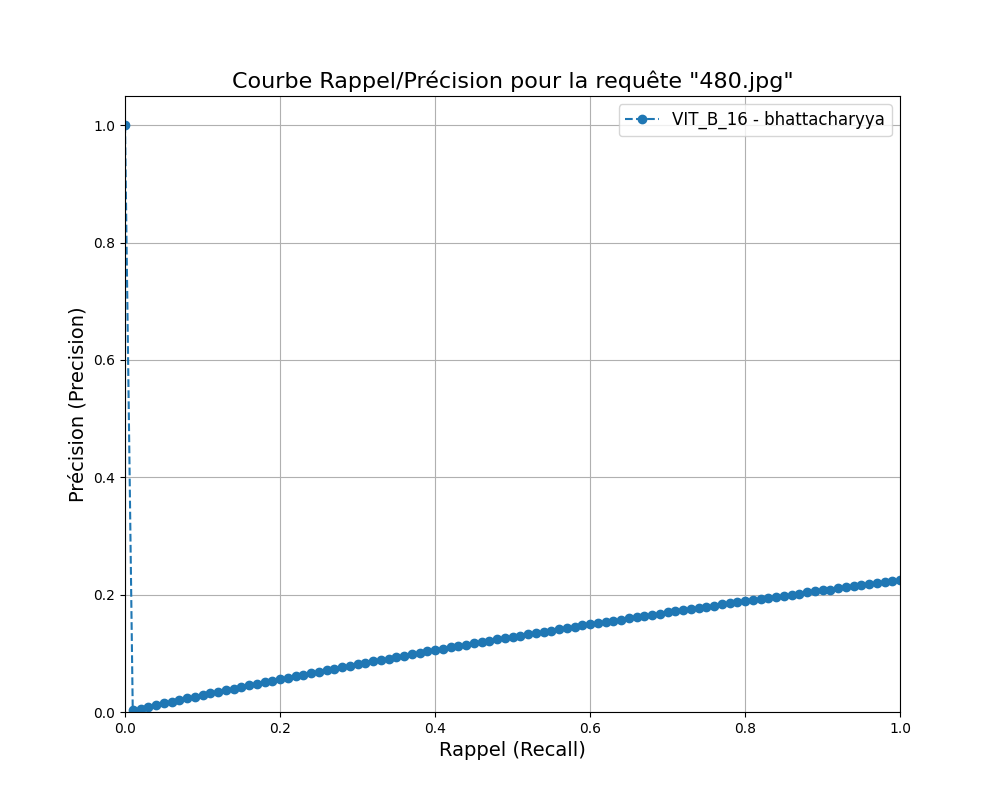 Courbe Rappel/Précision pour la requête "480.jpg"
VIT_B_16 - bhattacharyya
1.0
0.8
0.6
0.4
0.2
0.0
Précision (Precision)
0.0 0.2 0.4 0.6 0.8 1.0
Rappel (Recall)